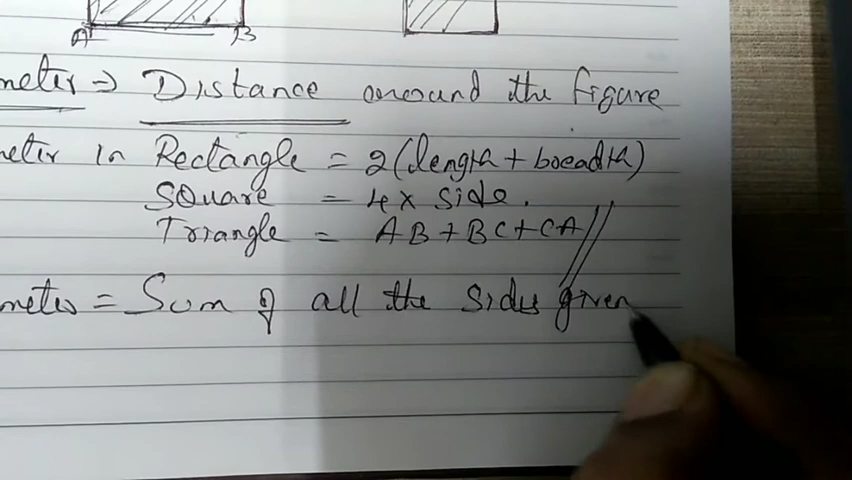 A B
meter => Distance around the figure
meter in Rectangle = 2(length + breadth)
Square = 4 x side.
Triangle = AB + BC + CA //
meter = Sum of all the sides given